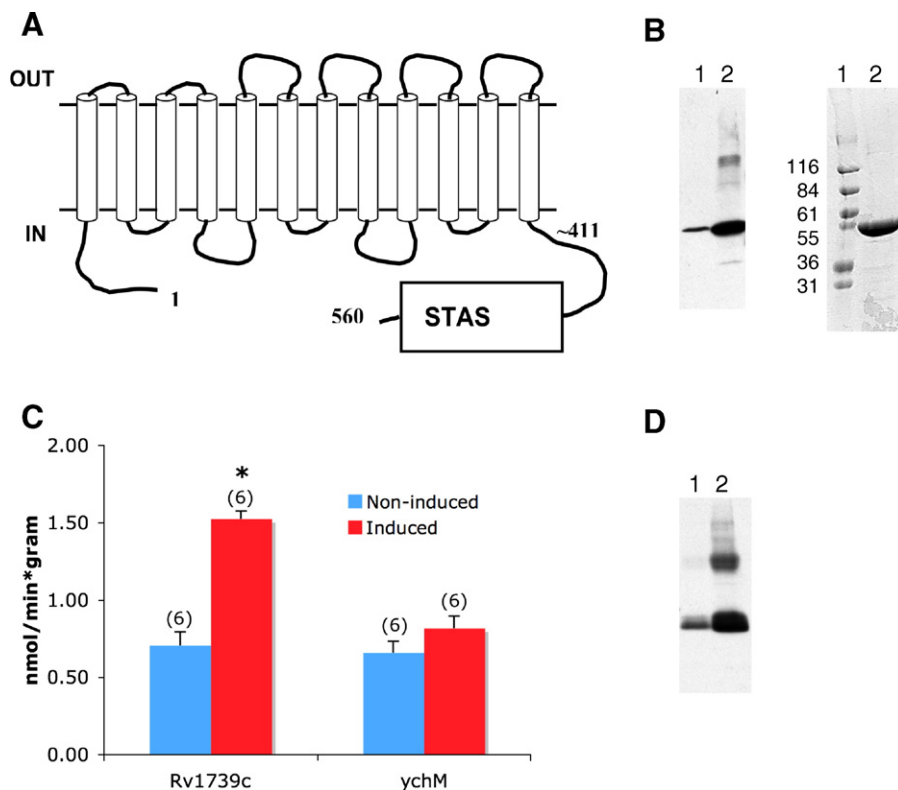 A
OUT
IN
1
~411
560
STAS
B
1 2
1 2
116
84
61
55
36
31
C
2.00
1.50
1.00
0.50
0.00
nmol/min*gram
*
(6)
(6)
(6)
(6)
Non-induced
Induced
Rv1739c
ychM
D
1 2